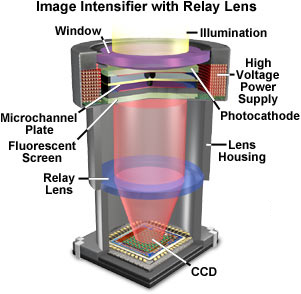 Image Intensifier with Relay Lens
Window
Illumination
High
Voltage
Power
Supply
Microchannel
Plate
Photocathode
Fluorescent
Screen
Lens
Housing
Relay
Lens
CCD